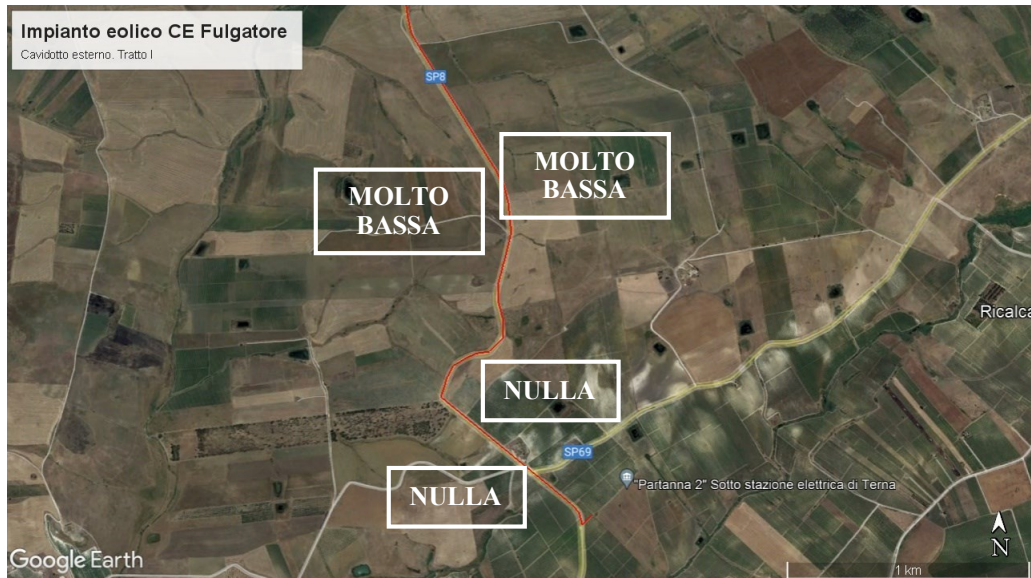 Impianto eolico CE Fulgatore
Cavidotto esterno. Tratto I
SP8
MOLTO
BASSA
MOLTO
BASSA
Ricalca
NULLA
SP69
"Partanna 2" Sotto stazione elettrica di Terna
NULLA
N
Google Earth
1 km